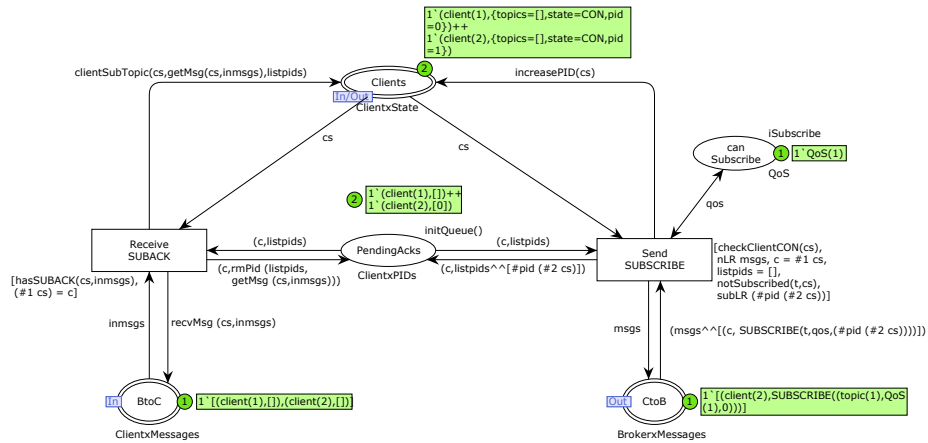 1`(client(1),{topics=[],state=CON,pid
=0})++
1`(client(2),{topics=[],state=CON,pid
=1})
2
clientSubTopic(cs,getMsg(cs,inmsgs),listpids)
Clients
increasePID(cs)
In/Out
ClientxState
cs
cs
iSubscribe
can
Subscribe
1
1`QoS(1)
QoS
qos
2
1`(client(1),[])++
1`(client(2),[0])
initQueue()
Receive
SUBACK
(c,listpids)
PendingAcks
(c,listpids)
Send
SUBSCRIBE
(c,rmPid (listpids,
getMsg (cs,inmsgs)))
ClientxPIDs
(c,listpids^^[#pid (#2 cs)])
[checkClientCON(cs),
nLR msgs, c = #1 cs,
listpids = [],
notSubscribed(t,cs),
subLR (#pid (#2 cs))]
[hasSUBACK(cs,inmsgs),
(#1 cs) = c]
inmsgs
recvMsg (cs,inmsgs)
msgs
(msgs^^[(c, SUBSCRIBE(t,qos,(#pid (#2 cs))))])
In
BtoC
1
1`[(client(1),[]),(client(2),[])]
ClientxMessages
Out
CtoB
1
1`[(client(2),SUBSCRIBE((topic(1),QoS
(1),0)))]
BrokerxMessages